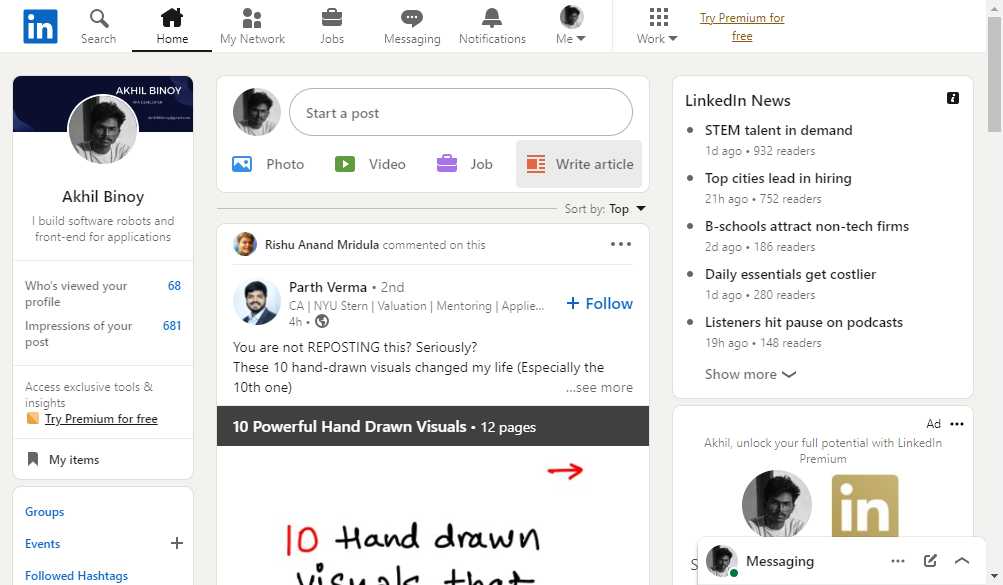 in
Search
Home
My Network
Jobs
Messaging
Notifications
Me
Work
Try Premium for
free
AKHIL BINOY
Akhil Binoy
I build software robots and
front-end for applications
Who's viewed your
profile
68
Impressions of your
post
681
Access exclusive tools &
insights
Try Premium for free
My items
Groups
Events
+
Followed Hashtags
Start a post
Photo
Video
Job
Write article
Sort by: Top
Rishu Anand Mridula commented on this
Parth Verma • 2nd
CA | NYU Stern | Valuation | Mentoring | Applie...
4h •
+ Follow
You are not REPOSTING this? Seriously?
These 10 hand-drawn visuals changed my life (Especially the
10th one)
...see more
10 Powerful Hand Drawn Visuals • 12 pages
10 Hand drawn
visuals that
LinkedIn News
STEM talent in demand
1d ago • 932 readers
Top cities lead in hiring
21h ago • 752 readers
B-schools attract non-tech firms
2d ago • 186 readers
Daily essentials get costlier
1d ago • 280 readers
Listeners hit pause on podcasts
19h ago • 148 readers
Show more
Ad
Akhil, unlock your full potential with LinkedIn
Premium
in
S
Messaging